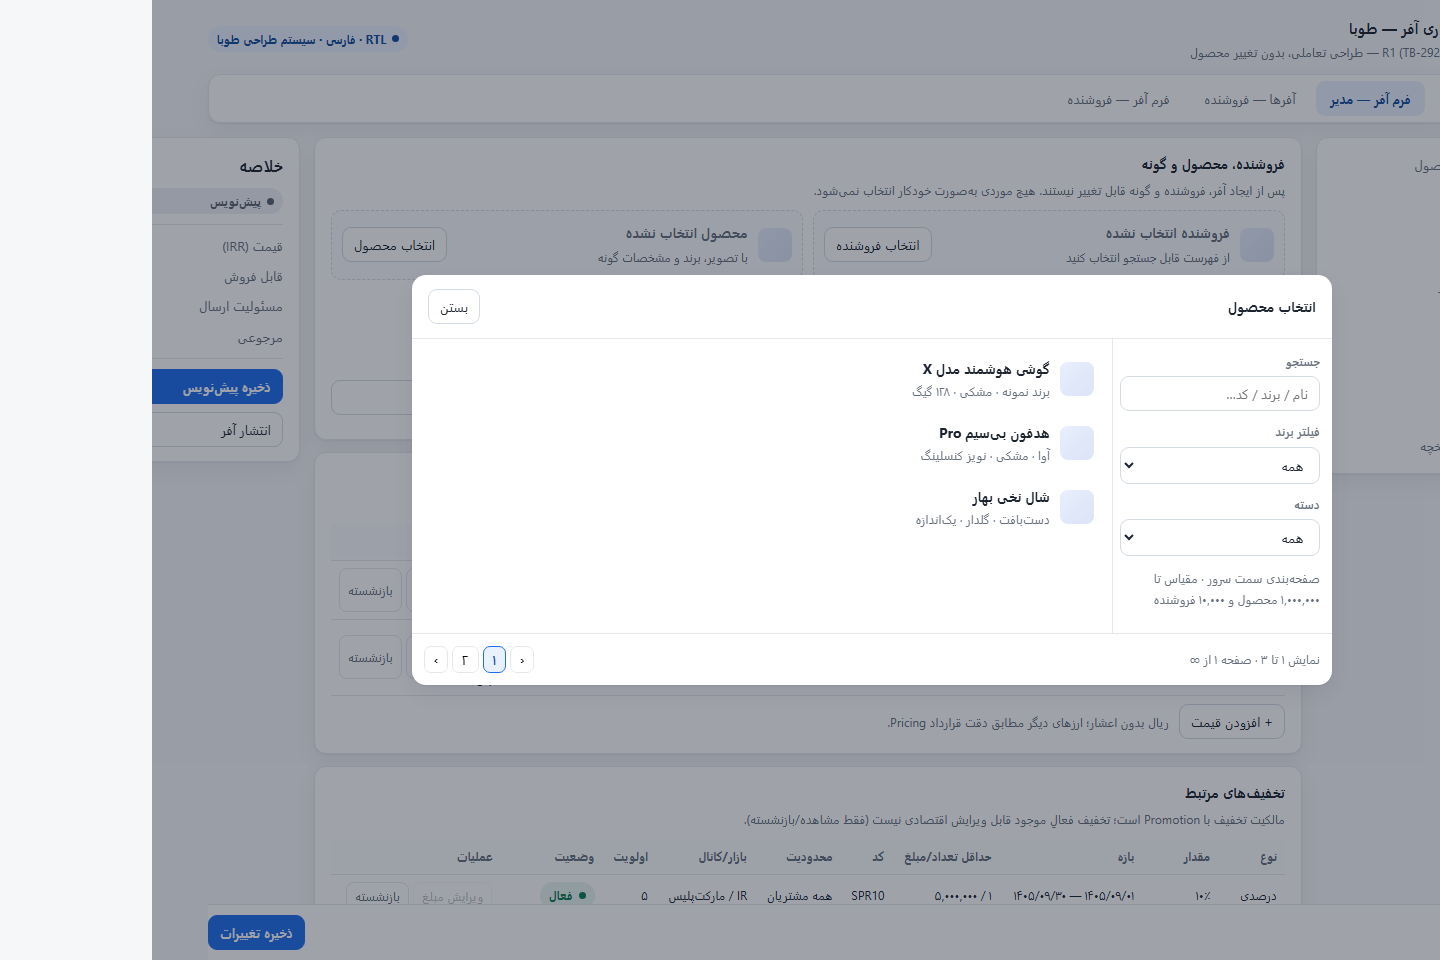 ری آفر — طوبا
R1 (TB-292 — طراحی تعاملی، بدون تغییر محصول
RTL · فارسی · سیستم طراحی طوبا
فرم آفر — مدیر
آفرها — فروشنده
فرم آفر — فروشنده
فروشنده، محصول و گونه
پس از ایجاد آفر، فروشنده و گونه قابل تغییر نیستند. هیچ موردی به‌صورت خودکار انتخاب نمی‌شود.
فروشنده انتخاب نشده
از فهرست قابل جستجو انتخاب کنید
انتخاب فروشنده
محصول انتخاب نشده
با تصویر، برند و مشخصات گونه
انتخاب محصول
خلاصه
پیش‌نویس
قیمت (IRR)
قابل فروش
مسئولیت ارسال
مرجوعی
ذخیره پیش‌نویس
انتشار آفر
انتخاب محصول
بستن
جستجو
نام / برند / کد...
فیلتر برند
همه
دسته
همه
صفحه‌بندی سمت سرور · مقیاس تا
۱,۰۰۰,۰۰۰ محصول و ۱۰,۰۰۰ فروشنده
گوشی هوشمند مدل X
برند نمونه · مشکی · ۱۲۸ گیگ
هدفون بی‌سیم Pro
آوا · مشکی · نویز کنسلینگ
شال نخی بهار
دست‌بافت · گلدار · یک‌اندازه
نمایش ۱ تا ۳ · صفحه ۱ از ∞
‹ ۱ ۲ ›
بازنشسته
بازنشسته
+ افزودن قیمت
ریال بدون اعشار؛ ارزهای دیگر مطابق دقت قرارداد Pricing.
تخفیف‌های مرتبط
مالکیت تخفیف با Promotion است؛ تخفیف فعالِ موجود قابل ویرایش اقتصادی نیست (فقط مشاهده/بازنشسته).
نوع مقدار بازه حداقل تعداد/مبلغ کد محدودیت بازار/کانال اولویت وضعیت عملیات
درصدی ۱۰٪ ۱۴۰۵/۰۹/۰۱ — ۱۴۰۵/۰۹/۳۰ ۱ / ۵,۰۰۰,۰۰۰ SPR10 همه مشتریان IR / مارکت‌پلیس ۵ فعال ویرایش مبلغ بازنشسته
ذخیره تغییرات